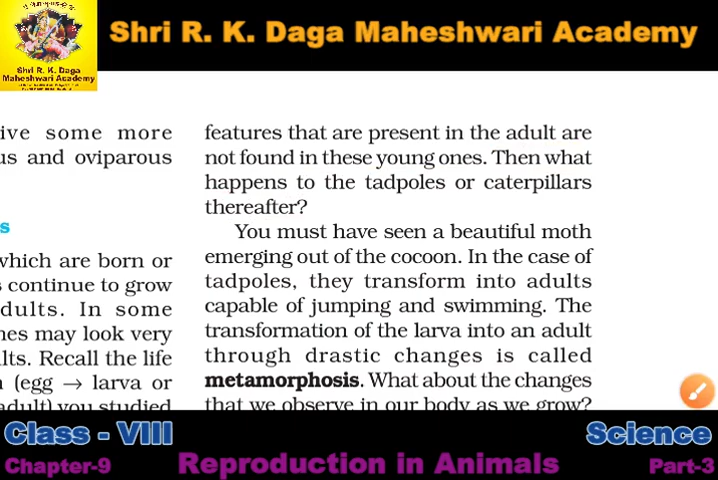 Shri R. K. Daga Maheshwari Academy
Shri R. K. Daga
Maheshwari Academy
ive some more
us and oviparous
s
which are born or
s continue to grow
dults. In some
nes may look very
lts. Recall the life
(egg → larva or
adult) you studied
features that are present in the adult are
not found in these young ones. Then what
happens to the tadpoles or caterpillars
thereafter?
You must have seen a beautiful moth
emerging out of the cocoon. In the case of
tadpoles, they transform into adults
capable of jumping and swimming. The
transformation of the larva into an adult
through drastic changes is called
metamorphosis. What about the changes
that we observe in our body as we grow?
Class - VIII
Science
Chapter-9
Reproduction in Animals
Part-3